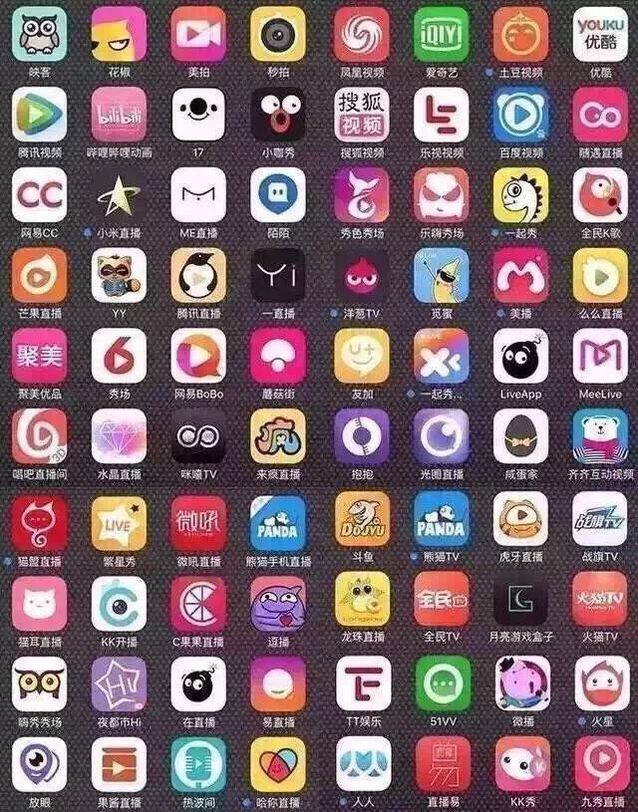 映客 花椒 美拍 秒拍 凤凰视频 爱奇艺 土豆视频 优酷
iQIYI
YOUKU
优酷
腾讯视频 哔哩哔哩动画 17 小咖秀 搜狐视频 乐视视频 百度视频 随遇直播
bilibili
搜狐
视频
网易CC 小米直播 ME直播 陌陌 秀色秀场 乐嗨秀场 一起秀 全民K歌
CC
芒果直播 YY 腾讯直播 一直播 洋葱TV 觅蜜 美播 么么直播
Yi
聚美优品 秀场 网易BoBo 蘑菇街 友加 一起秀... LiveApp MeeLive
聚美
U+
唱吧直播间 水晶直播 咪嘻TV 来疯直播 抱抱 光圈直播 咸蛋家 齐齐互动视频
3D
猫盟直播 繁星秀 微吼直播 熊猫手机直播 斗鱼 熊猫TV 虎牙直播 战旗TV
LIVE
微吼
PANDA
DOUYU
PANDA
战旗TV
猫耳直播 KK开播 C果果直播 逗播 龙珠直播 全民TV 月亮游戏盒子 火猫TV
全民
火猫TV
嗨秀秀场 夜都市Hi 在直播 易直播 TT娱乐 51VV 微播 火星
Hi
放眼 果酱直播 热波间 哈你直播 人人 直播易 KK秀 九秀直播